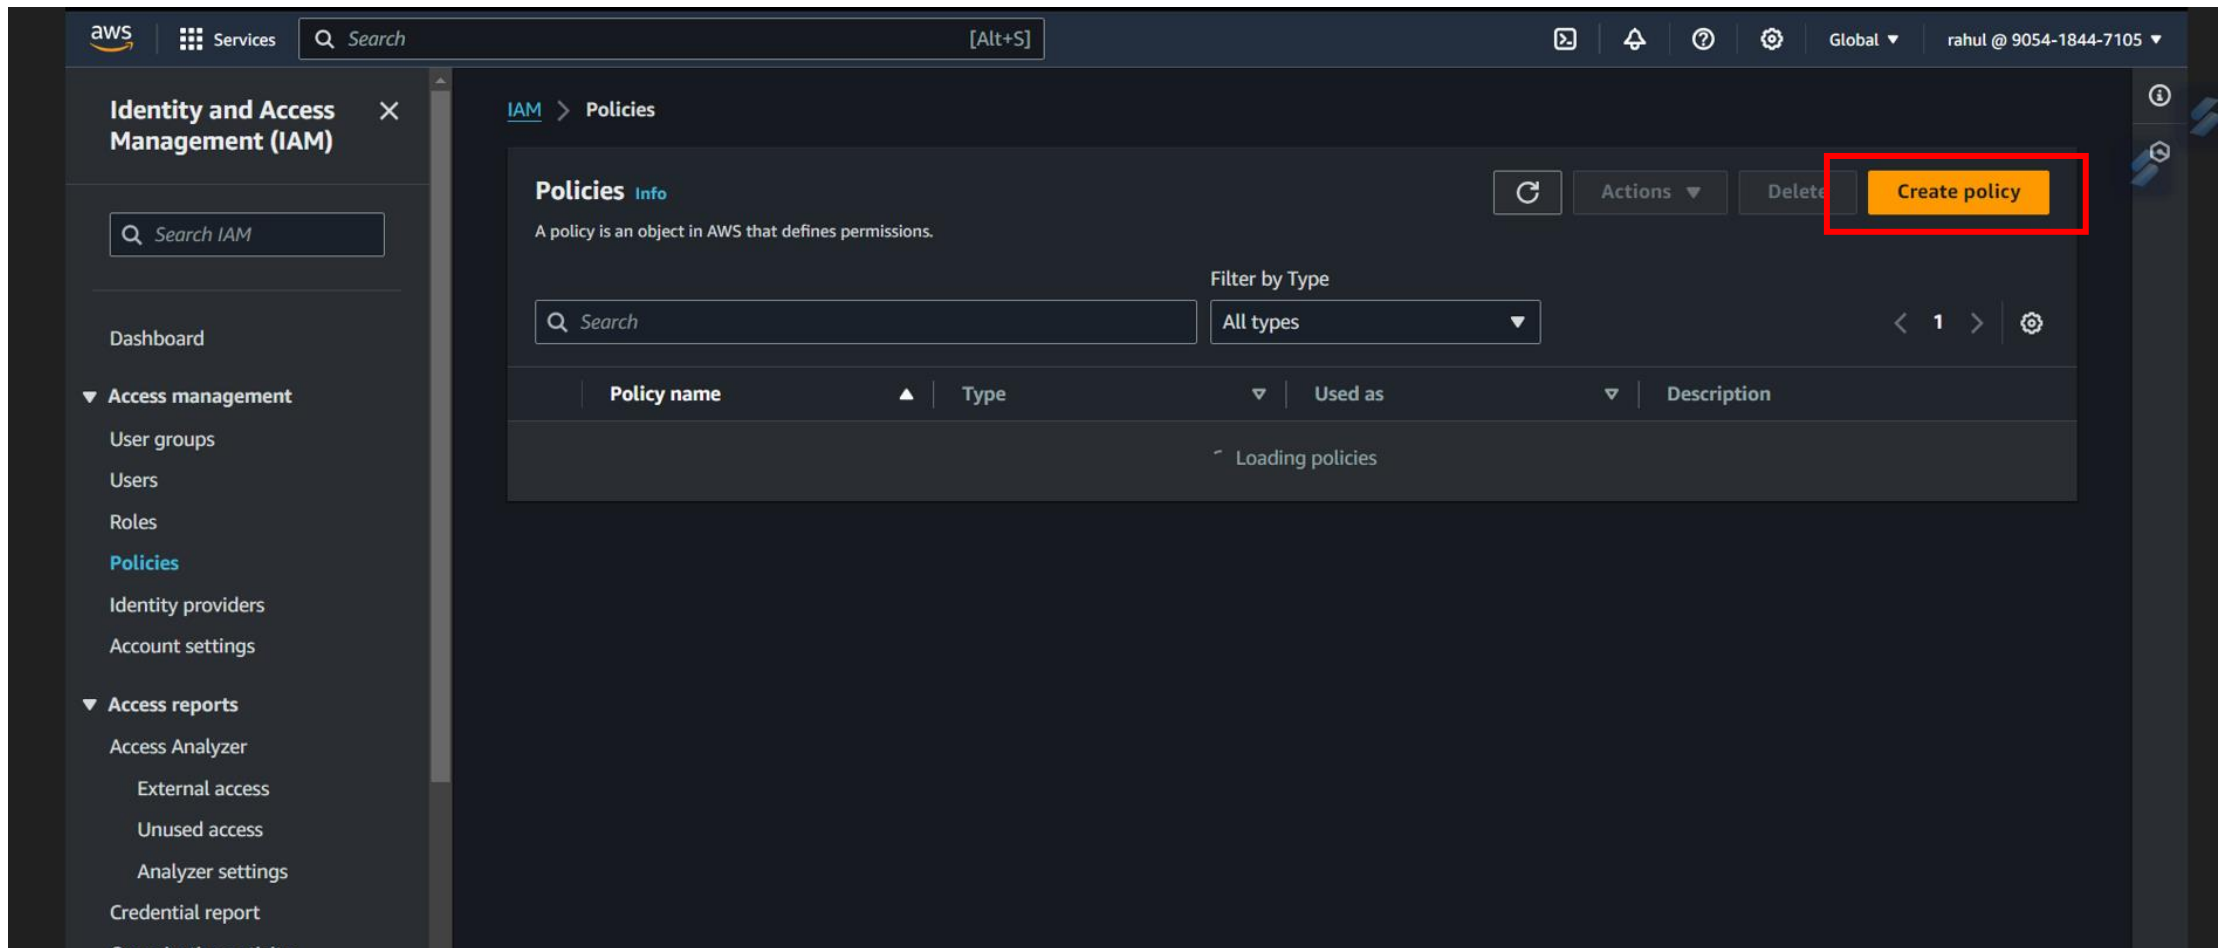 aws
Services
Search
[Alt+S]
Global
rahul @ 9054-1844-7105
Identity and Access
Management (IAM)
Search IAM
Dashboard
Access management
User groups
Users
Roles
Policies
Identity providers
Account settings
Access reports
Access Analyzer
External access
Unused access
Analyzer settings
Credential report
IAM > Policies
Policies Info
A policy is an object in AWS that defines permissions.
Actions
Delete
Create policy
Filter by Type
Search
All types
1
Policy name
Type
Used as
Description
Loading policies